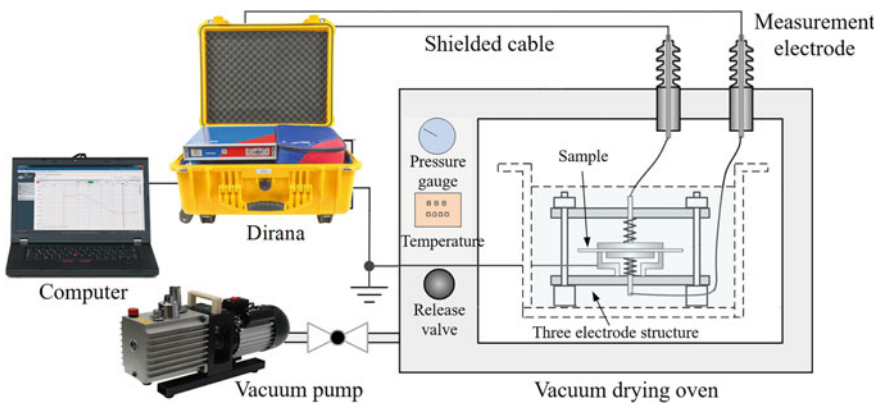 Shielded cable
Measurement
electrode
Pressure
gauge
Sample
Temperature
Dirana
Computer
Release
valve
Three electrode structure
Vacuum pump
Vacuum drying oven